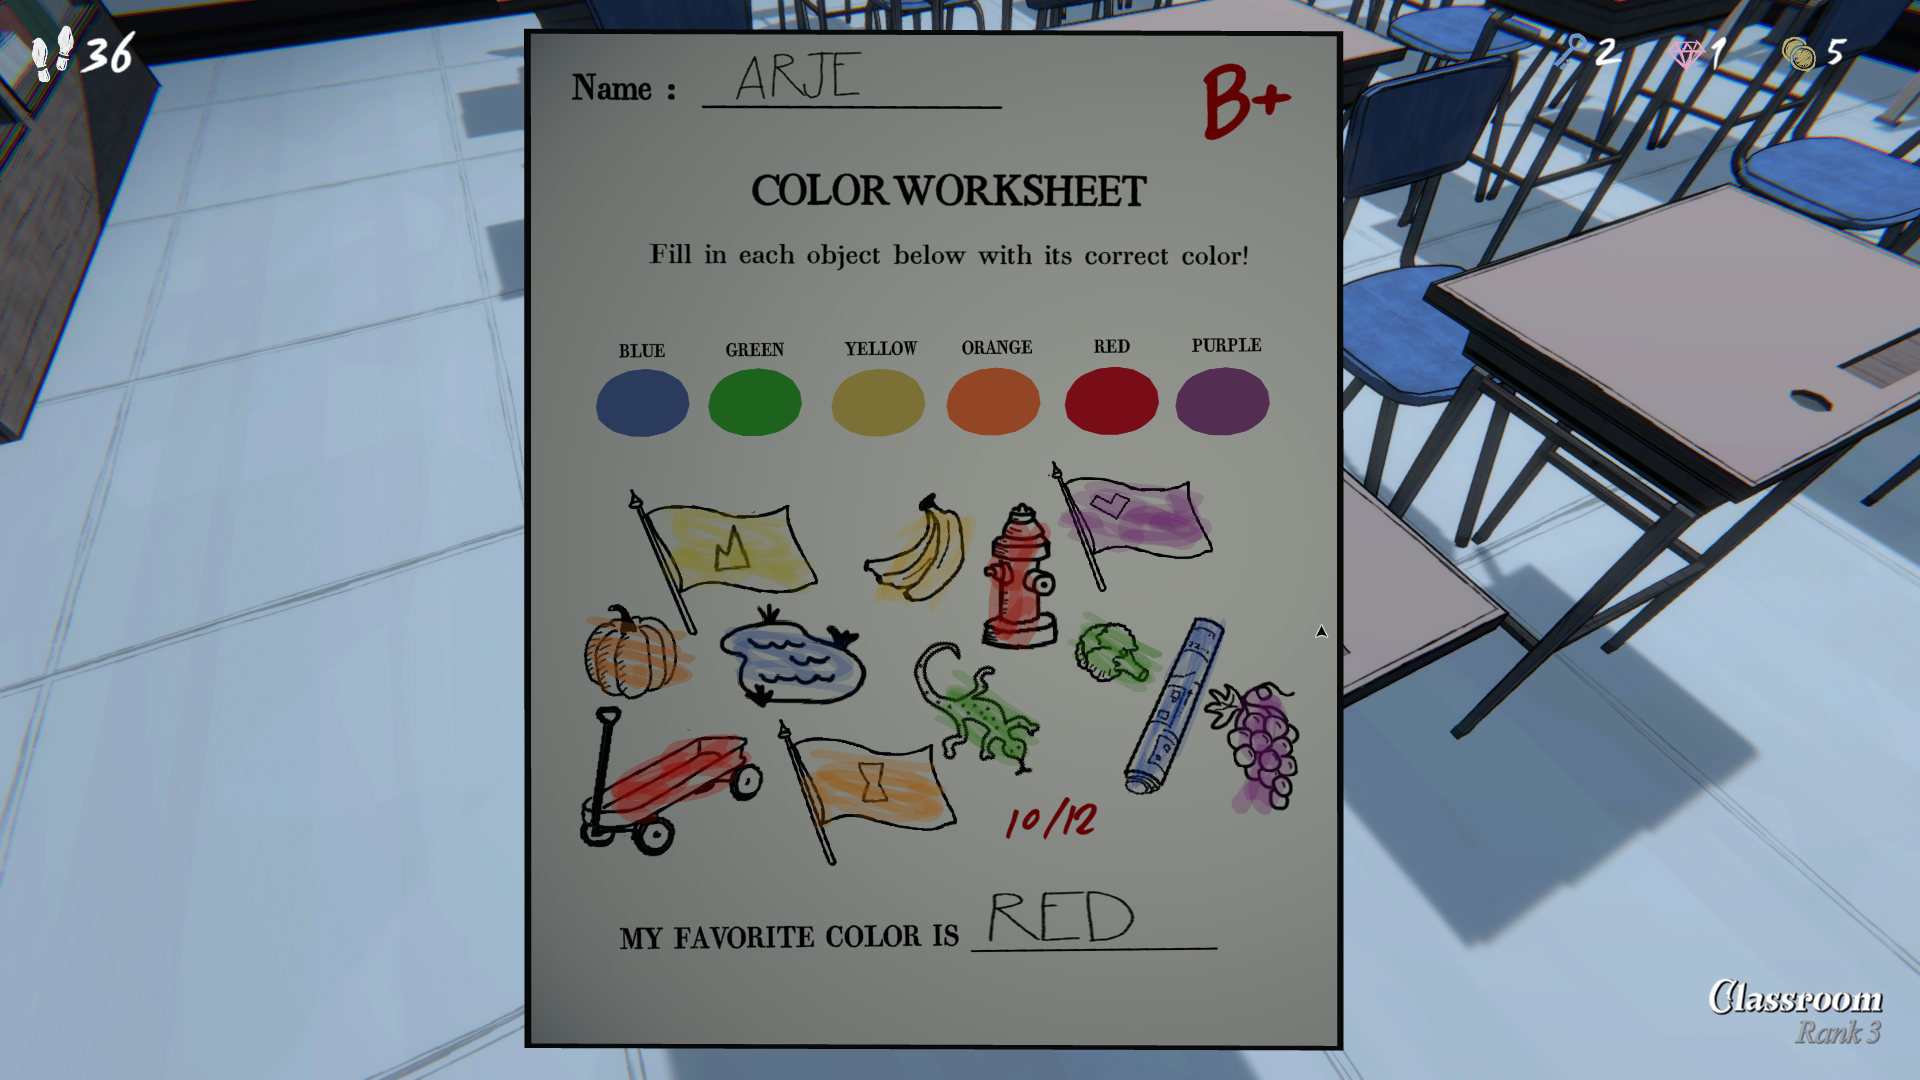 36
2
1
5
Name : ARJE
B+
COLOR WORKSHEET
Fill in each object below with its correct color!
BLUE GREEN YELLOW ORANGE RED PURPLE
10/12
MY FAVORITE COLOR IS RED
Classroom
Rank 3